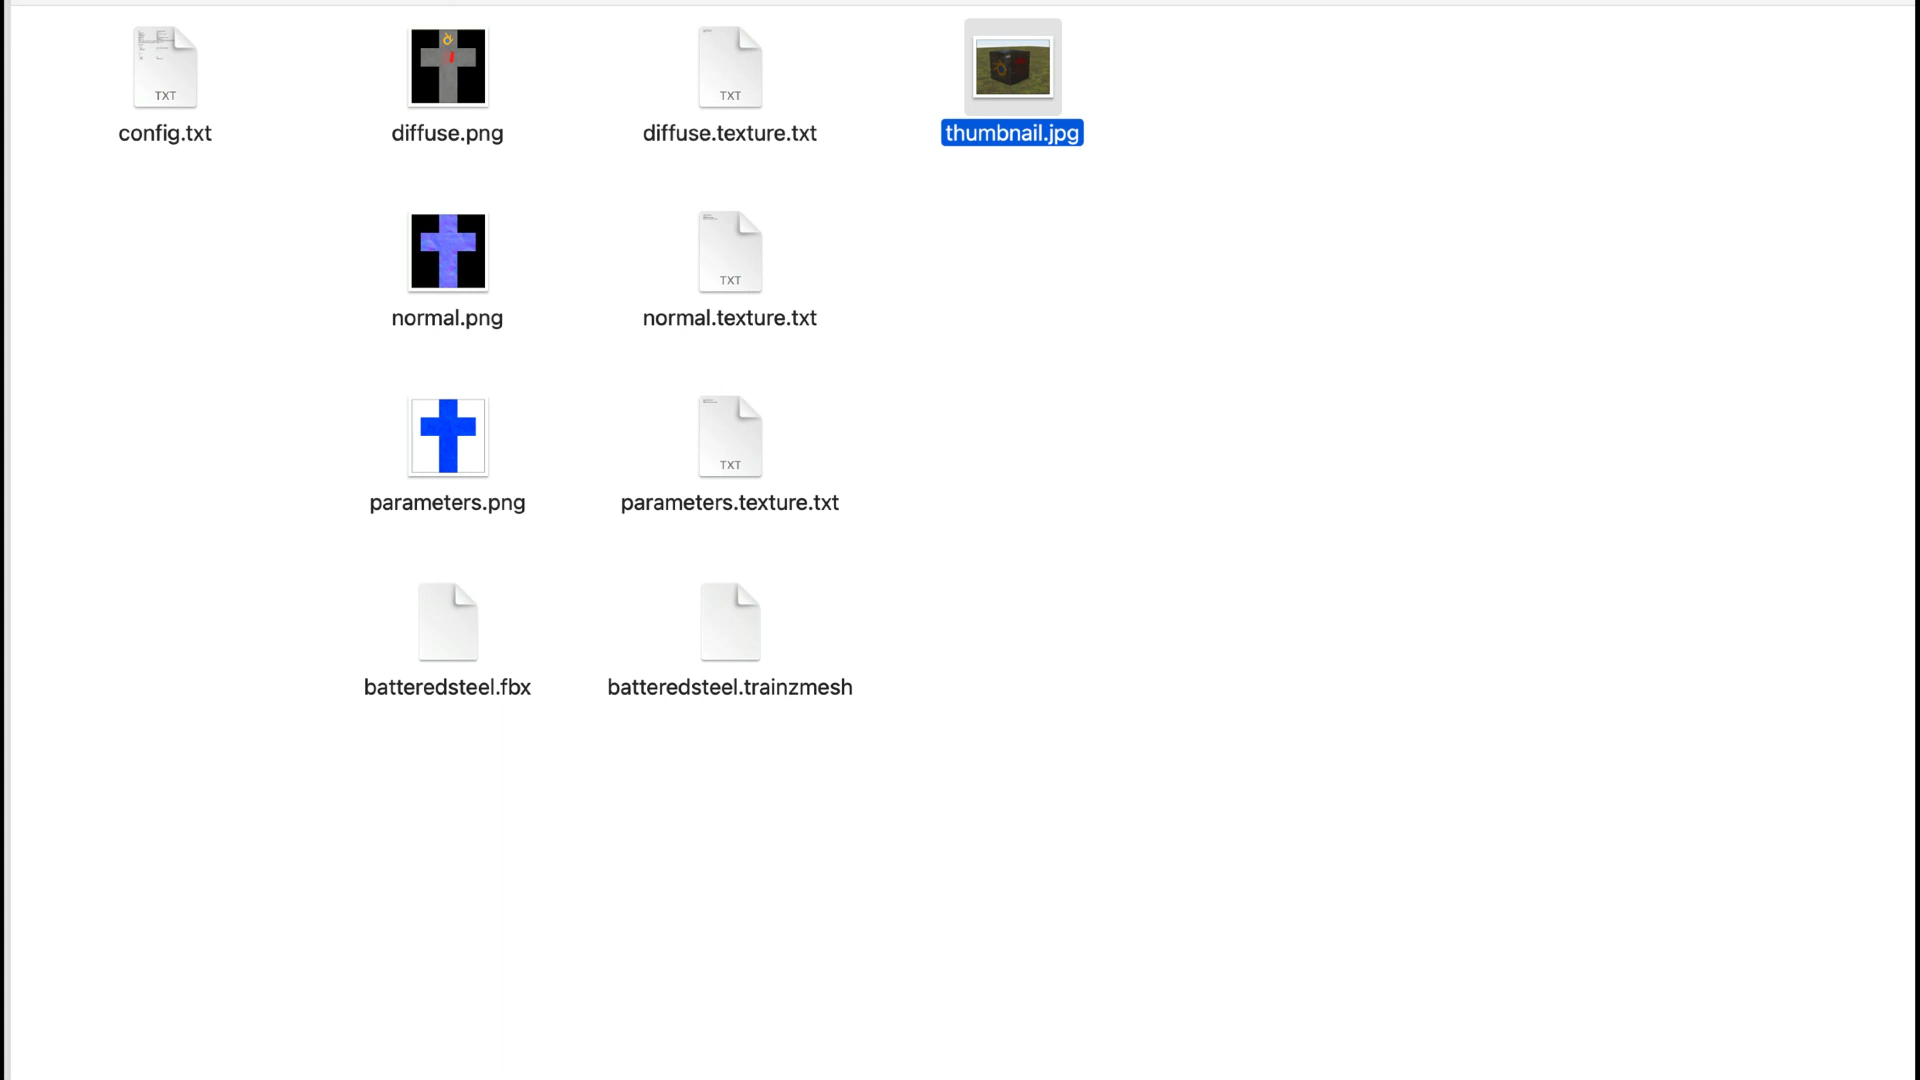 TXT
config.txt
diffuse.png
TXT
diffuse.texture.txt
thumbnail.jpg
normal.png
TXT
normal.texture.txt
parameters.png
TXT
parameters.texture.txt
batteredsteel.fbx
batteredsteel.trainzmesh